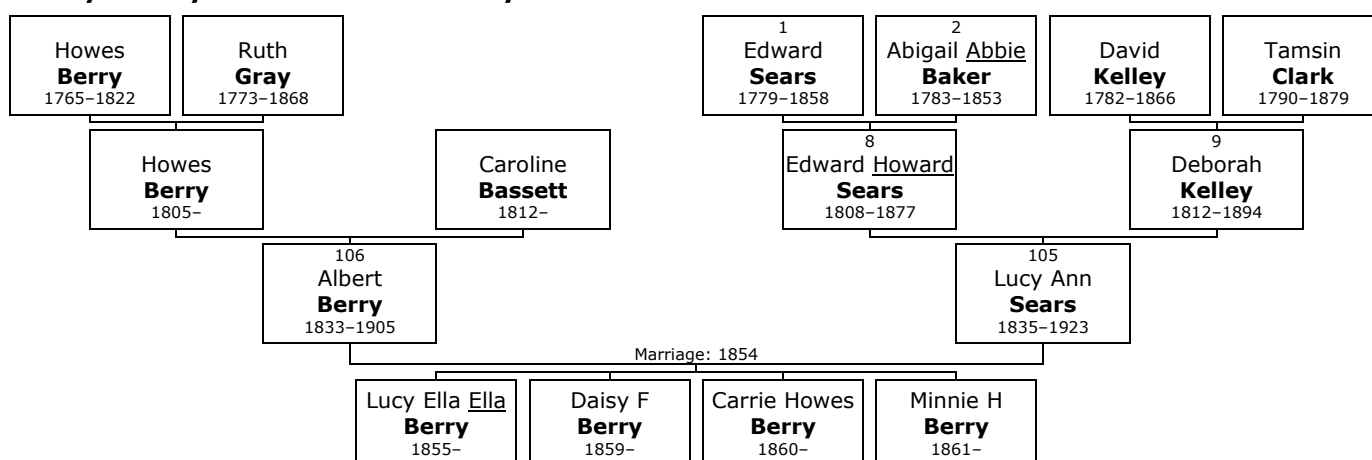 Howes
Berry
1765–1822
Ruth
Gray
1773–1868
1
Edward
Sears
1779–1858
2
Abigail Abbie
Baker
1783–1853
David
Kelley
1782–1866
Tamsin
Clark
1790–1879
Howes
Berry
1805–
Caroline
Bassett
1812–
8
Edward Howard
Sears
1808–1877
9
Deborah
Kelley
1812–1894
106
Albert
Berry
1833–1905
105
Lucy Ann
Sears
1835–1923
Marriage: 1854
Lucy Ella Ella
Berry
1855–
Daisy F
Berry
1859–
Carrie Howes
Berry
1860–
Minnie H
Berry
1861–